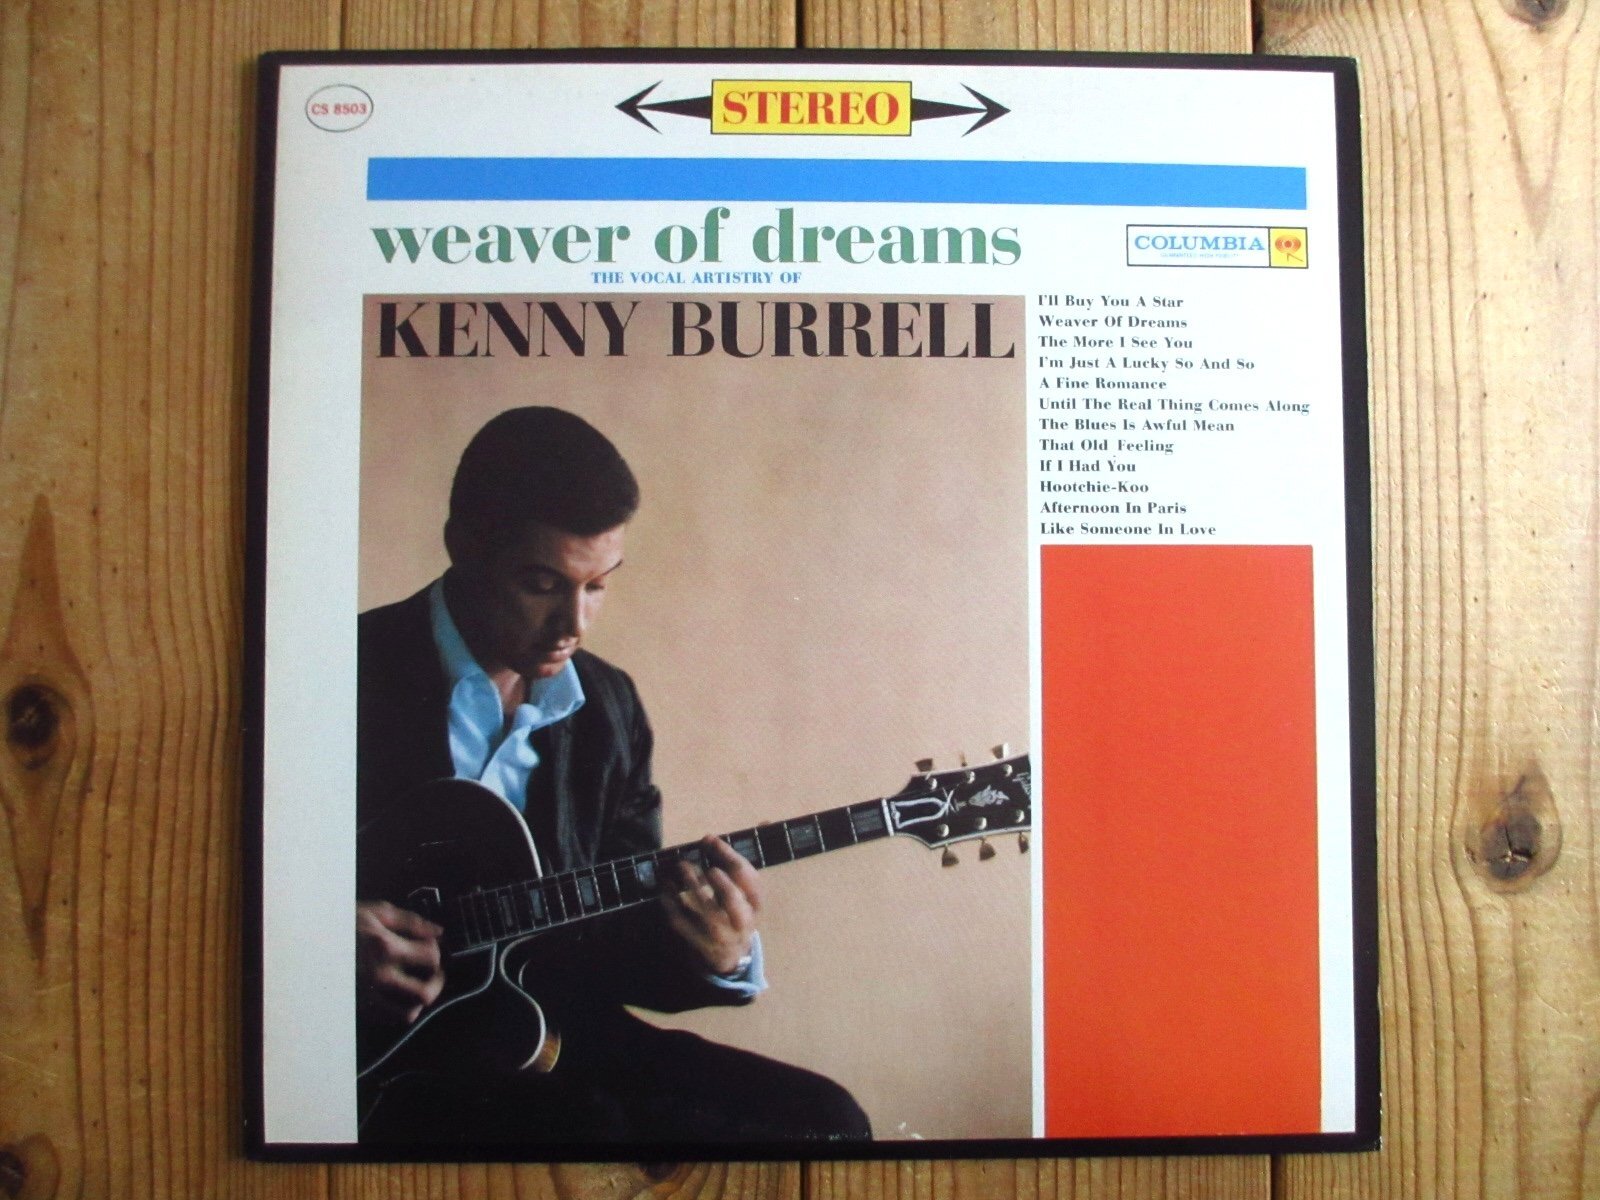 CS 8503
STEREO
weaver of dreams
THE VOCAL ARTISTRY OF
KENNY BURRELL
COLUMBIA
I'll Buy You A Star
Weaver Of Dreams
The More I See You
I'm Just A Lucky So And So
A Fine Romance
Until The Real Thing Comes Along
The Blues Is Awful Mean
That Old Feeling
If I Had You
Hootchie-Koo
Afternoon In Paris
Like Someone In Love